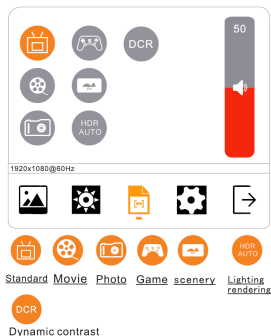 50
DCR
HDR
AUTO
1920x1080@60Hz
Standard Movie Photo Game scenery Lighting
rendering
HDR
AUTO
DCR
Dynamic contrast